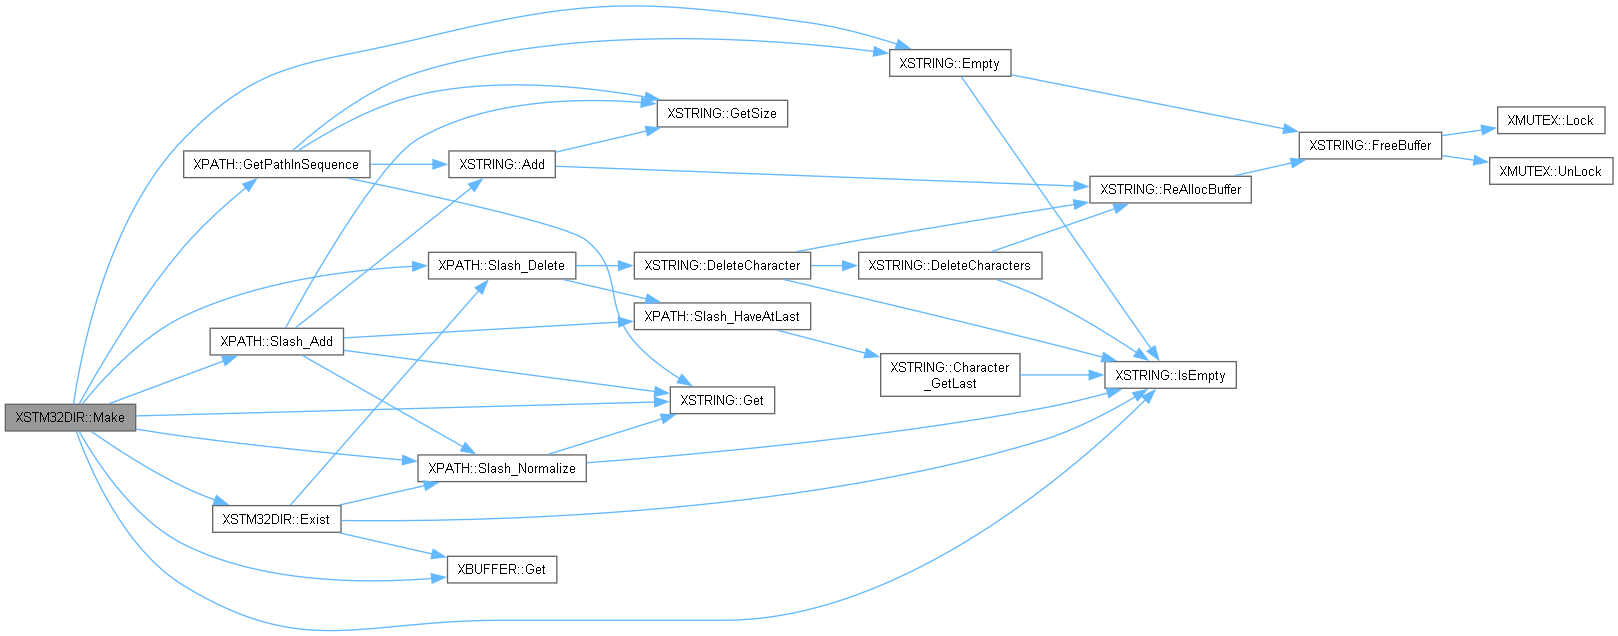 XSTRING::Empty
XSTRING::GetSize
XMUTEX::Lock
XSTRING::FreeBuffer
XPATH::GetPathInSequence
XSTRING::Add
XMUTEX::UnLock
XSTRING::ReAllocBuffer
XPATH::Slash_Delete
XSTRING::DeleteCharacter
XSTRING::DeleteCharacters
XPATH::Slash_HaveAtLast
XPATH::Slash_Add
XSTRING::Character
_GetLast
XSTRING::IsEmpty
XSTRING::Get
XSTM32DIR::Make
XPATH::Slash_Normalize
XSTM32DIR::Exist
XBUFFER::Get